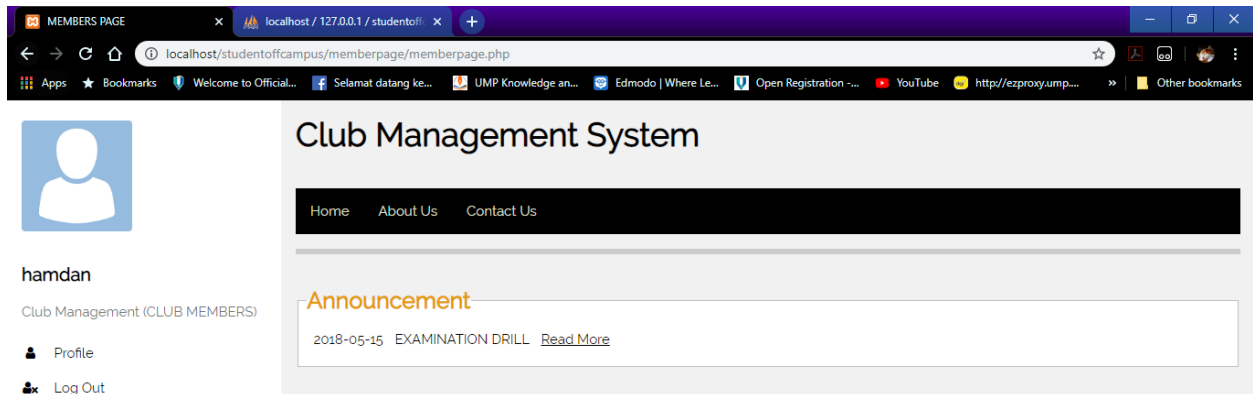 MEMBERS PAGE
localhost / 127.0.0.1 / studentoffc
localhost/studentoffcampus/memberpage/memberpage.php
Apps Bookmarks Welcome to Official... Selamat datang ke... UMP Knowledge an... Edmodo | Where Le... Open Registration -... YouTube http://ezproxy.ump.... » Other bookmarks
Club Management System
Home About Us Contact Us
hamdan
Club Management (CLUB MEMBERS)
Profile
Log Out
Announcement
2018-05-15 EXAMINATION DRILL Read More